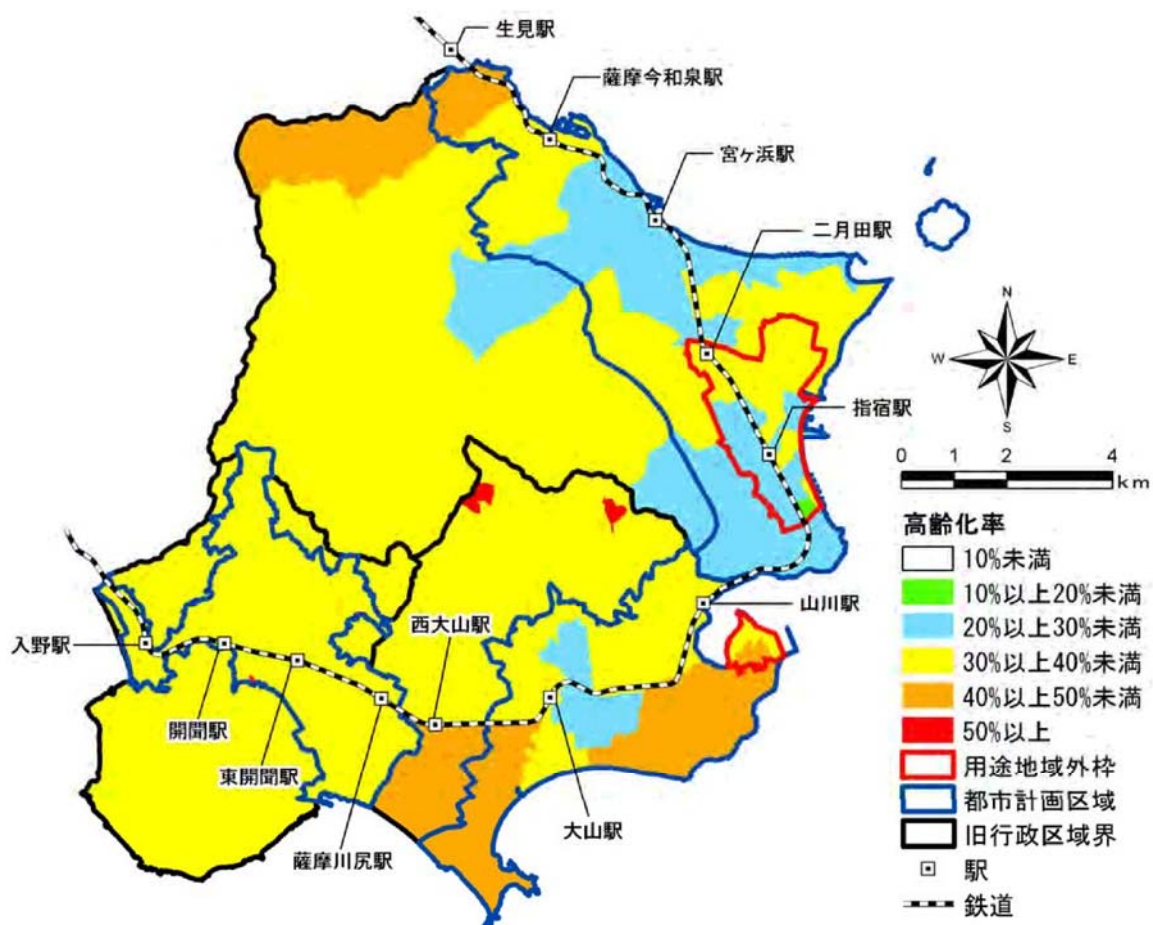 生見駅
薩摩今和泉駅
宮ヶ浜駅
二月田駅
N
W
E
S
指宿駅
0 1 2 4
km
高齢化率
10%未満
10%以上20%未満
20%以上30%未満
30%以上40%未満
40%以上50%未満
50%以上
用途地域外枠
都市計画区域
旧行政区域界
駅
鉄道
山川駅
西大山駅
入野駅
開聞駅
東開聞駅
大山駅
薩摩川尻駅